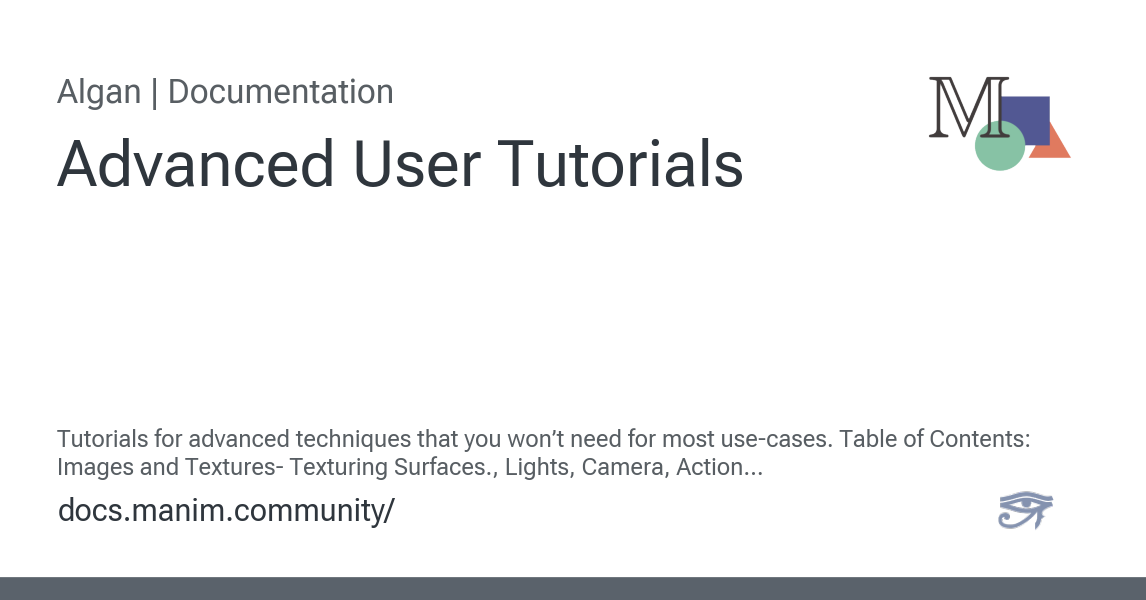 Algan | Documentation
M
Advanced User Tutorials
Tutorials for advanced techniques that you won’t need for most use-cases. Table of Contents:
Images and Textures- Texturing Surfaces., Lights, Camera, Action...
docs.manim.community/